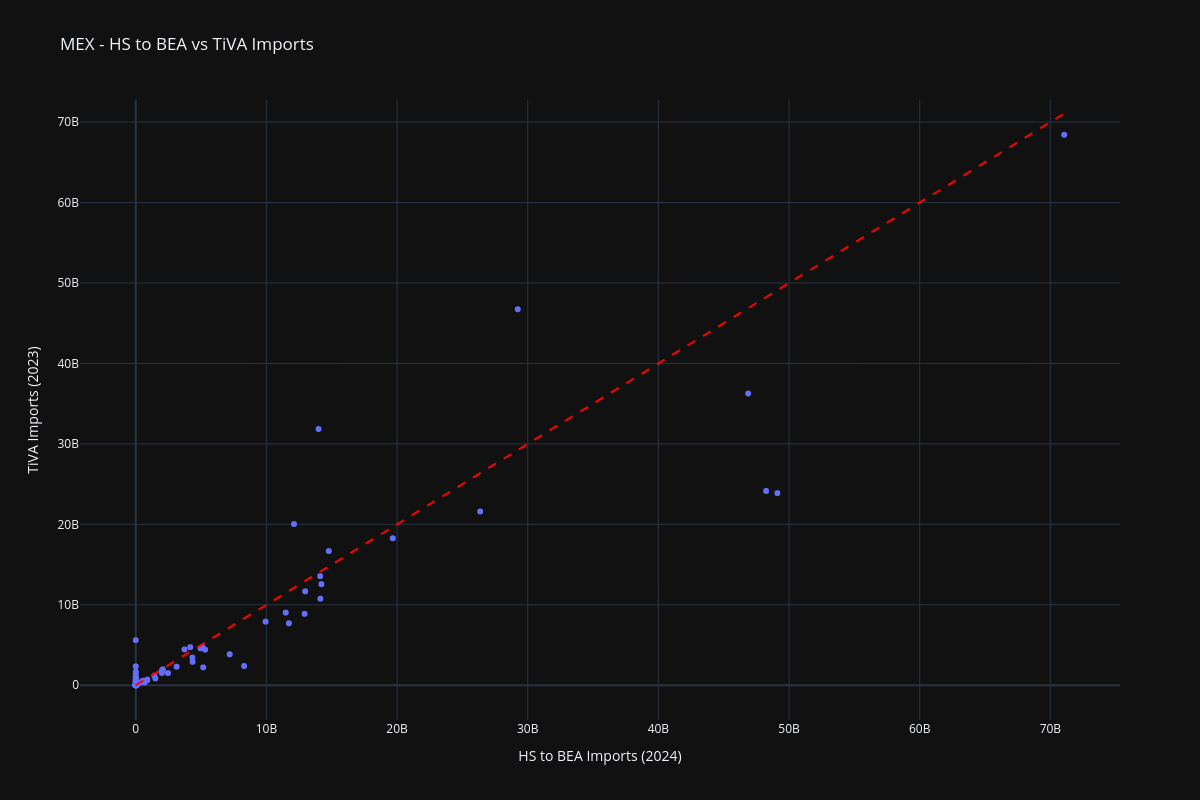 MEX - HS to BEA vs TiVA Imports
70B
60B
50B
40B
30B
20B
10B
0
TiVA Imports (2023)
0 10B 20B 30B 40B 50B 60B 70B
HS to BEA Imports (2024)